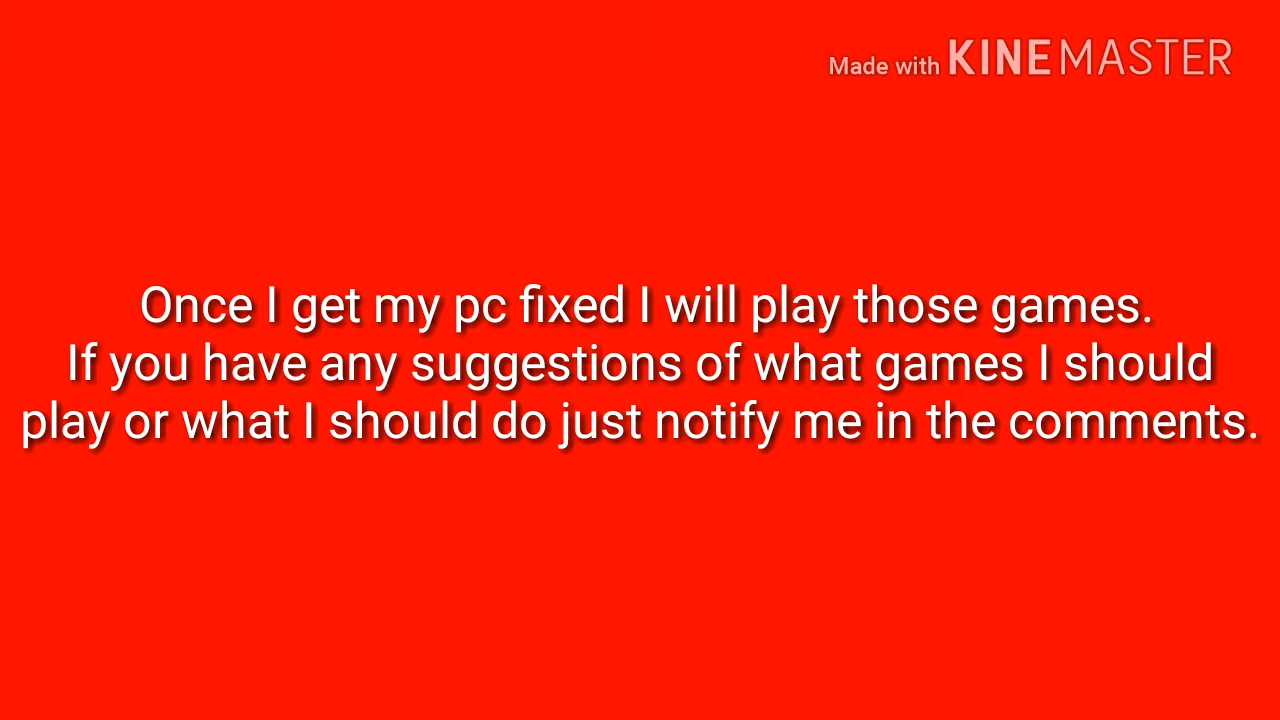 Made with KINEMASTER
Once I get my pc fixed I will play those games.
If you have any suggestions of what games I should
play or what I should do just notify me in the comments.